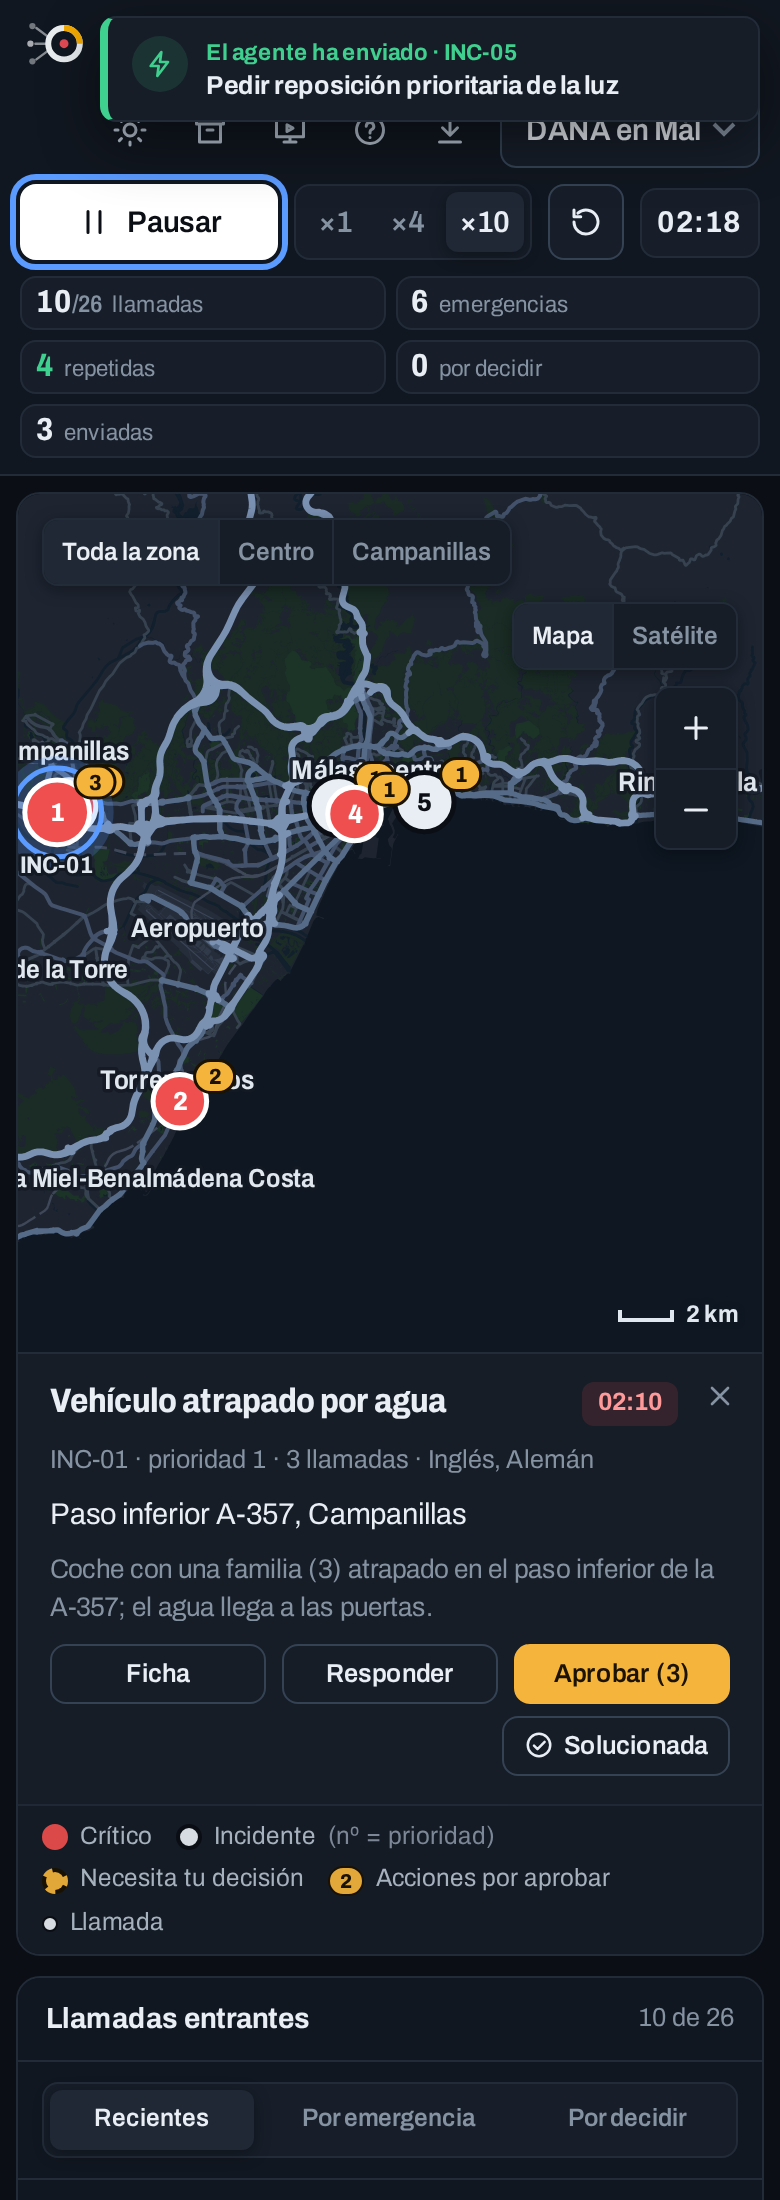 El agente ha enviado · INC-05
Pedir reposición prioritaria de la luz
DANA en Mál
Pausar
×1 ×4 ×10
02:18
10/26 llamadas
6 emergencias
4 repetidas
0 por decidir
3 enviadas
Toda la zona Centro Campanillas
Mapa Satélite
+
−
mpanillas
3
1
INC-01
1
4
1
5
Aeropuerto
de la Torre
2
2
a Miel-Benalmádena Costa
2 km
Vehículo atrapado por agua
02:10
INC-01 · prioridad 1 · 3 llamadas · Inglés, Alemán
Paso inferior A-357, Campanillas
Coche con una familia (3) atrapado en el paso inferior de la
A-357; el agua llega a las puertas.
Ficha Responder Aprobar (3)
Solucionada
Crítico Incidente (nº = prioridad)
Necesita tu decisión 2 Acciones por aprobar
Llamada
Llamadas entrantes
10 de 26
Recientes Por emergencia Por decidir